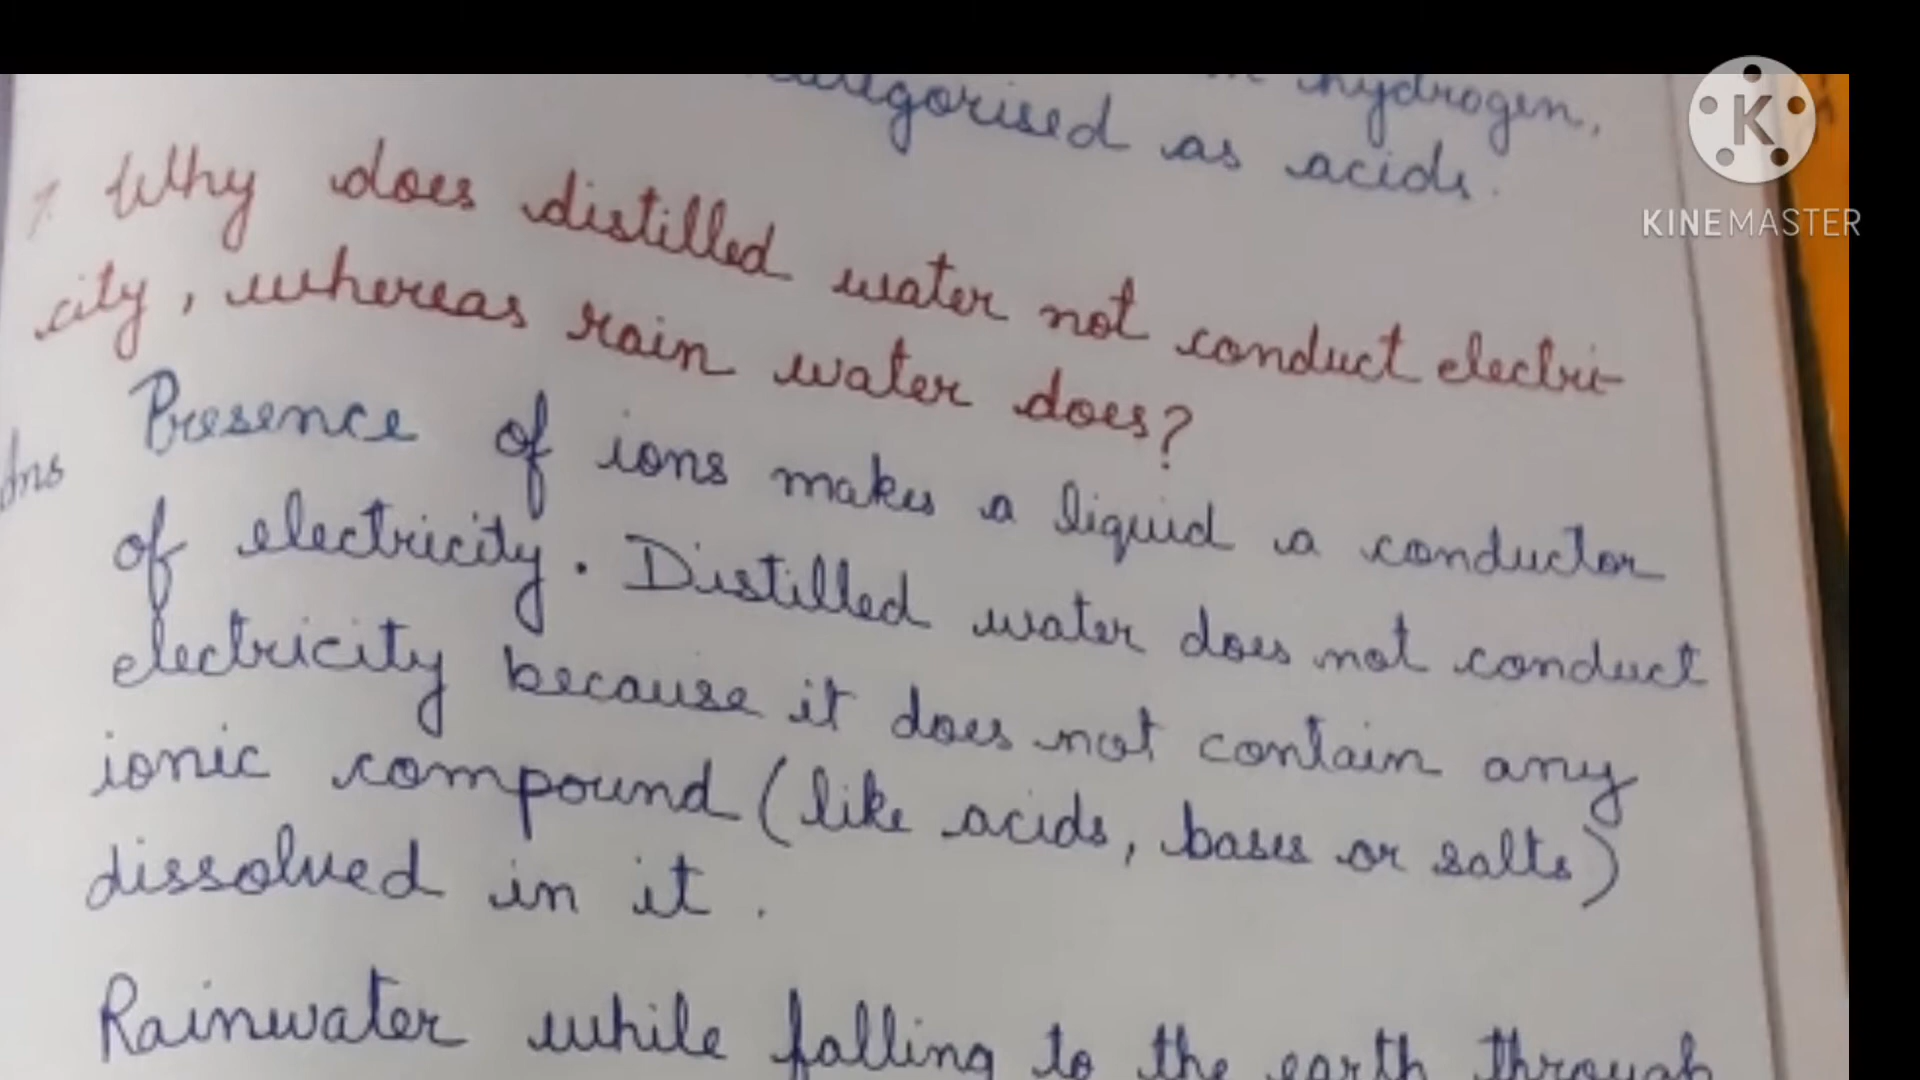 hydrogen,
categorised as acids.
7. Why does distilled water not conduct electri-
city, whereas rain water does?
Ans Presence of ions makes a liquid a conductor
of electricity. Distilled water does not conduct
electricity because it does not contain any
ionic compound (like acids, bases or salts)
dissolved in it.
Rainwater while falling to the earth through
K
KINEMASTER